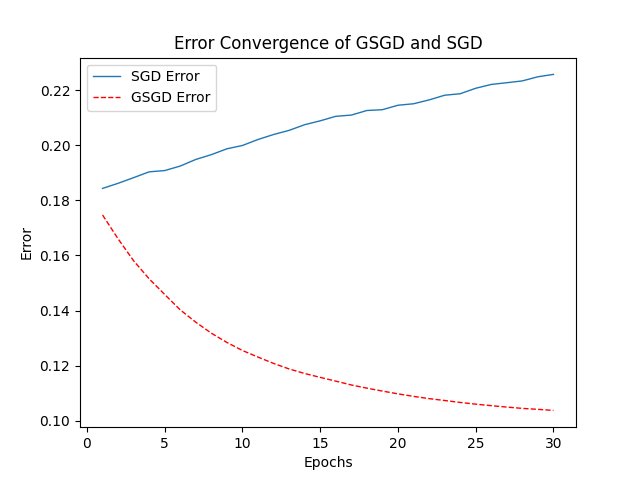 Error Convergence of GSGD and SGD
SGD Error
GSGD Error
0.22
0.20
0.18
0.16
0.14
0.12
0.10
Error
0 5 10 15 20 25 30
Epochs